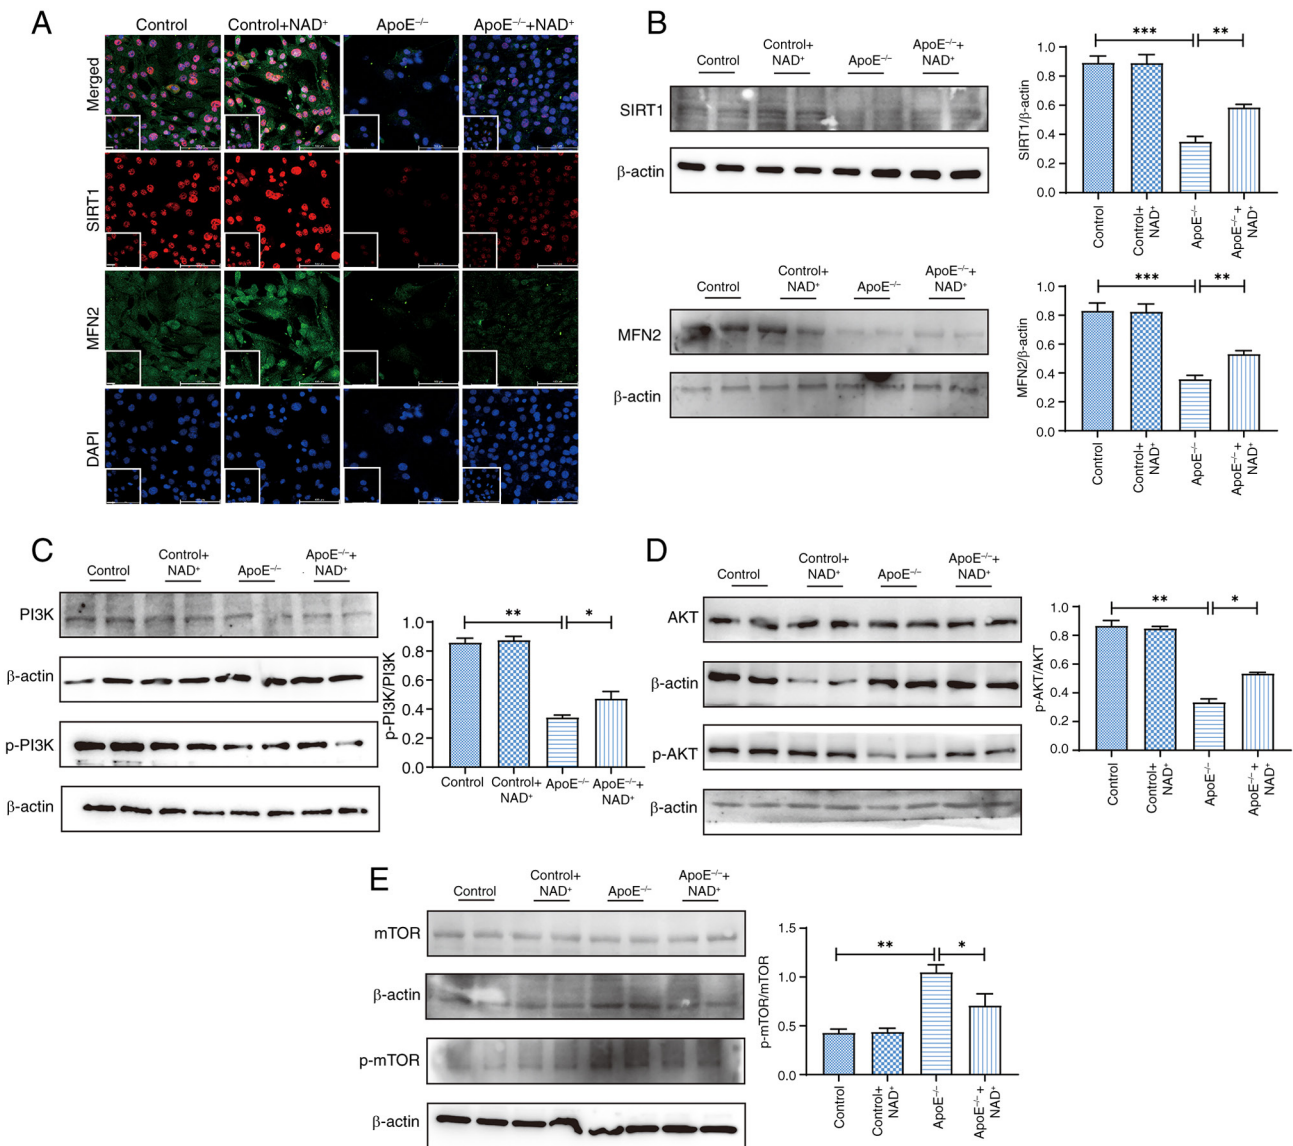 A
Control
Control+NAD⁺
ApoE⁻/⁻
ApoE⁻/⁻+NAD⁺
Merged
SIRT1
MFN2
DAPI
B
Control
Control+
NAD⁺
ApoE⁻/⁻
ApoE⁻/⁻+
NAD⁺
SIRT1
β-actin
*** **
SIRT1/β-actin
1.0
0.8
0.6
0.4
0.2
0.0
Control
Control+
NAD⁺
ApoE⁻/⁻
ApoE⁻/⁻+
NAD⁺
Control
Control+
NAD⁺
ApoE⁻/⁻
ApoE⁻/⁻+
NAD⁺
MFN2
β-actin
*** **
MFN2/β-actin
1.0
0.8
0.6
0.4
0.2
0.0
Control
Control+
NAD⁺
ApoE⁻/⁻
ApoE⁻/⁻+
NAD⁺
C
Control
Control+
NAD⁺
ApoE⁻/⁻
ApoE⁻/⁻+
NAD⁺
PI3K
β-actin
p-PI3K
β-actin
** *
p-PI3K/PI3K
1.0
0.8
0.6
0.4
0.2
0.0
Control
Control+
NAD⁺
ApoE⁻/⁻
ApoE⁻/⁻+
NAD⁺
D
Control
Control+
NAD⁺
ApoE⁻/⁻
ApoE⁻/⁻+
NAD⁺
AKT
β-actin
p-AKT
β-actin
** *
p-AKT/AKT
1.0
0.8
0.6
0.4
0.2
0.0
Control
Control+
NAD⁺
ApoE⁻/⁻
ApoE⁻/⁻+
NAD⁺
E
Control
Control+
NAD⁺
ApoE⁻/⁻
ApoE⁻/⁻+
NAD⁺
mTOR
β-actin
p-mTOR
β-actin
** *
p-mTOR/mTOR
1.5
1.0
0.5
0.0
Control
Control+
NAD⁺
ApoE⁻/⁻
ApoE⁻/⁻+
NAD⁺